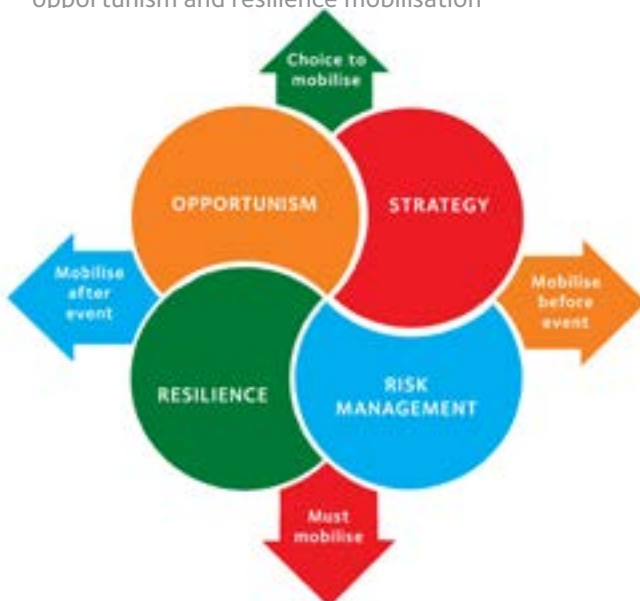 opportunism and resilience mobilisation
Choice to
mobilise
OPPORTUNISM
STRATEGY
Mobilise
after
event
Mobilise
before
event
RESILIENCE
RISK
MANAGEMENT
Must
mobilise